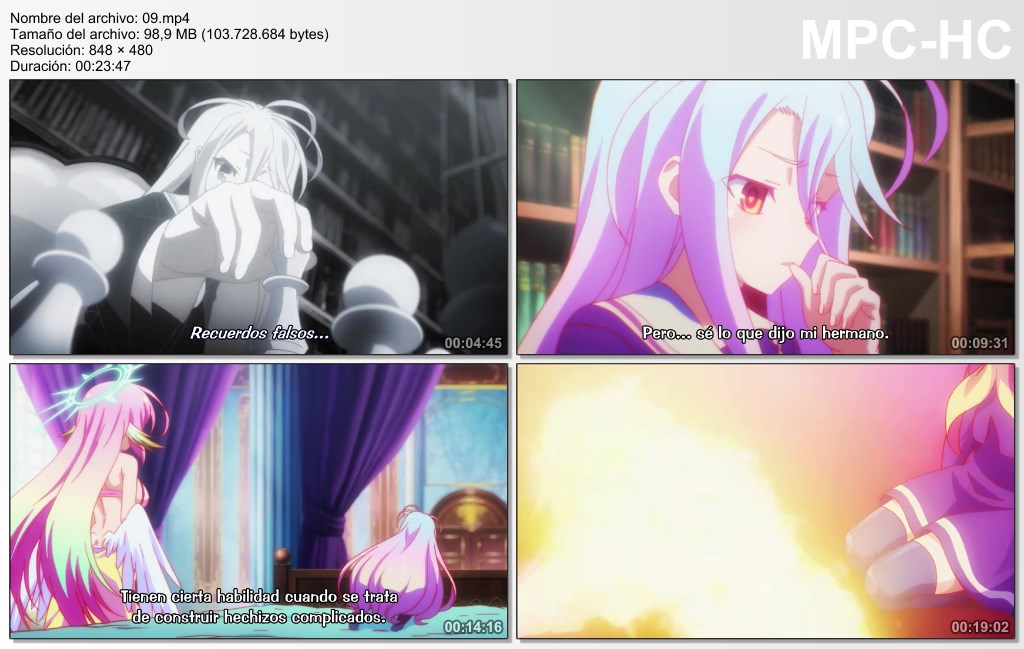 Nombre del archivo: 09.mp4
Tamaño del archivo: 98,9 MB (103.728.684 bytes)
Resolución: 848 × 480
Duración: 00:23:47
MPC-HC
Recuerdos falsos...
00:04:45
Pero... sé lo que dijo mi hermano.
00:09:31
Tienen cierta habilidad cuando se trata
de construir hechizos complicados.
00:14:16
00:19:02